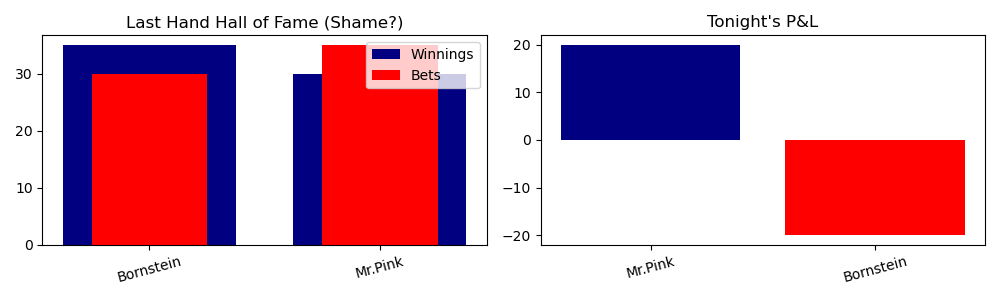 Last Hand Hall of Fame (Shame?)
Winnings
Bets
30
20
10
0
Bornstein
Mr.Pink
Tonight's P&L
20
10
0
−10
−20
Mr.Pink
Bornstein